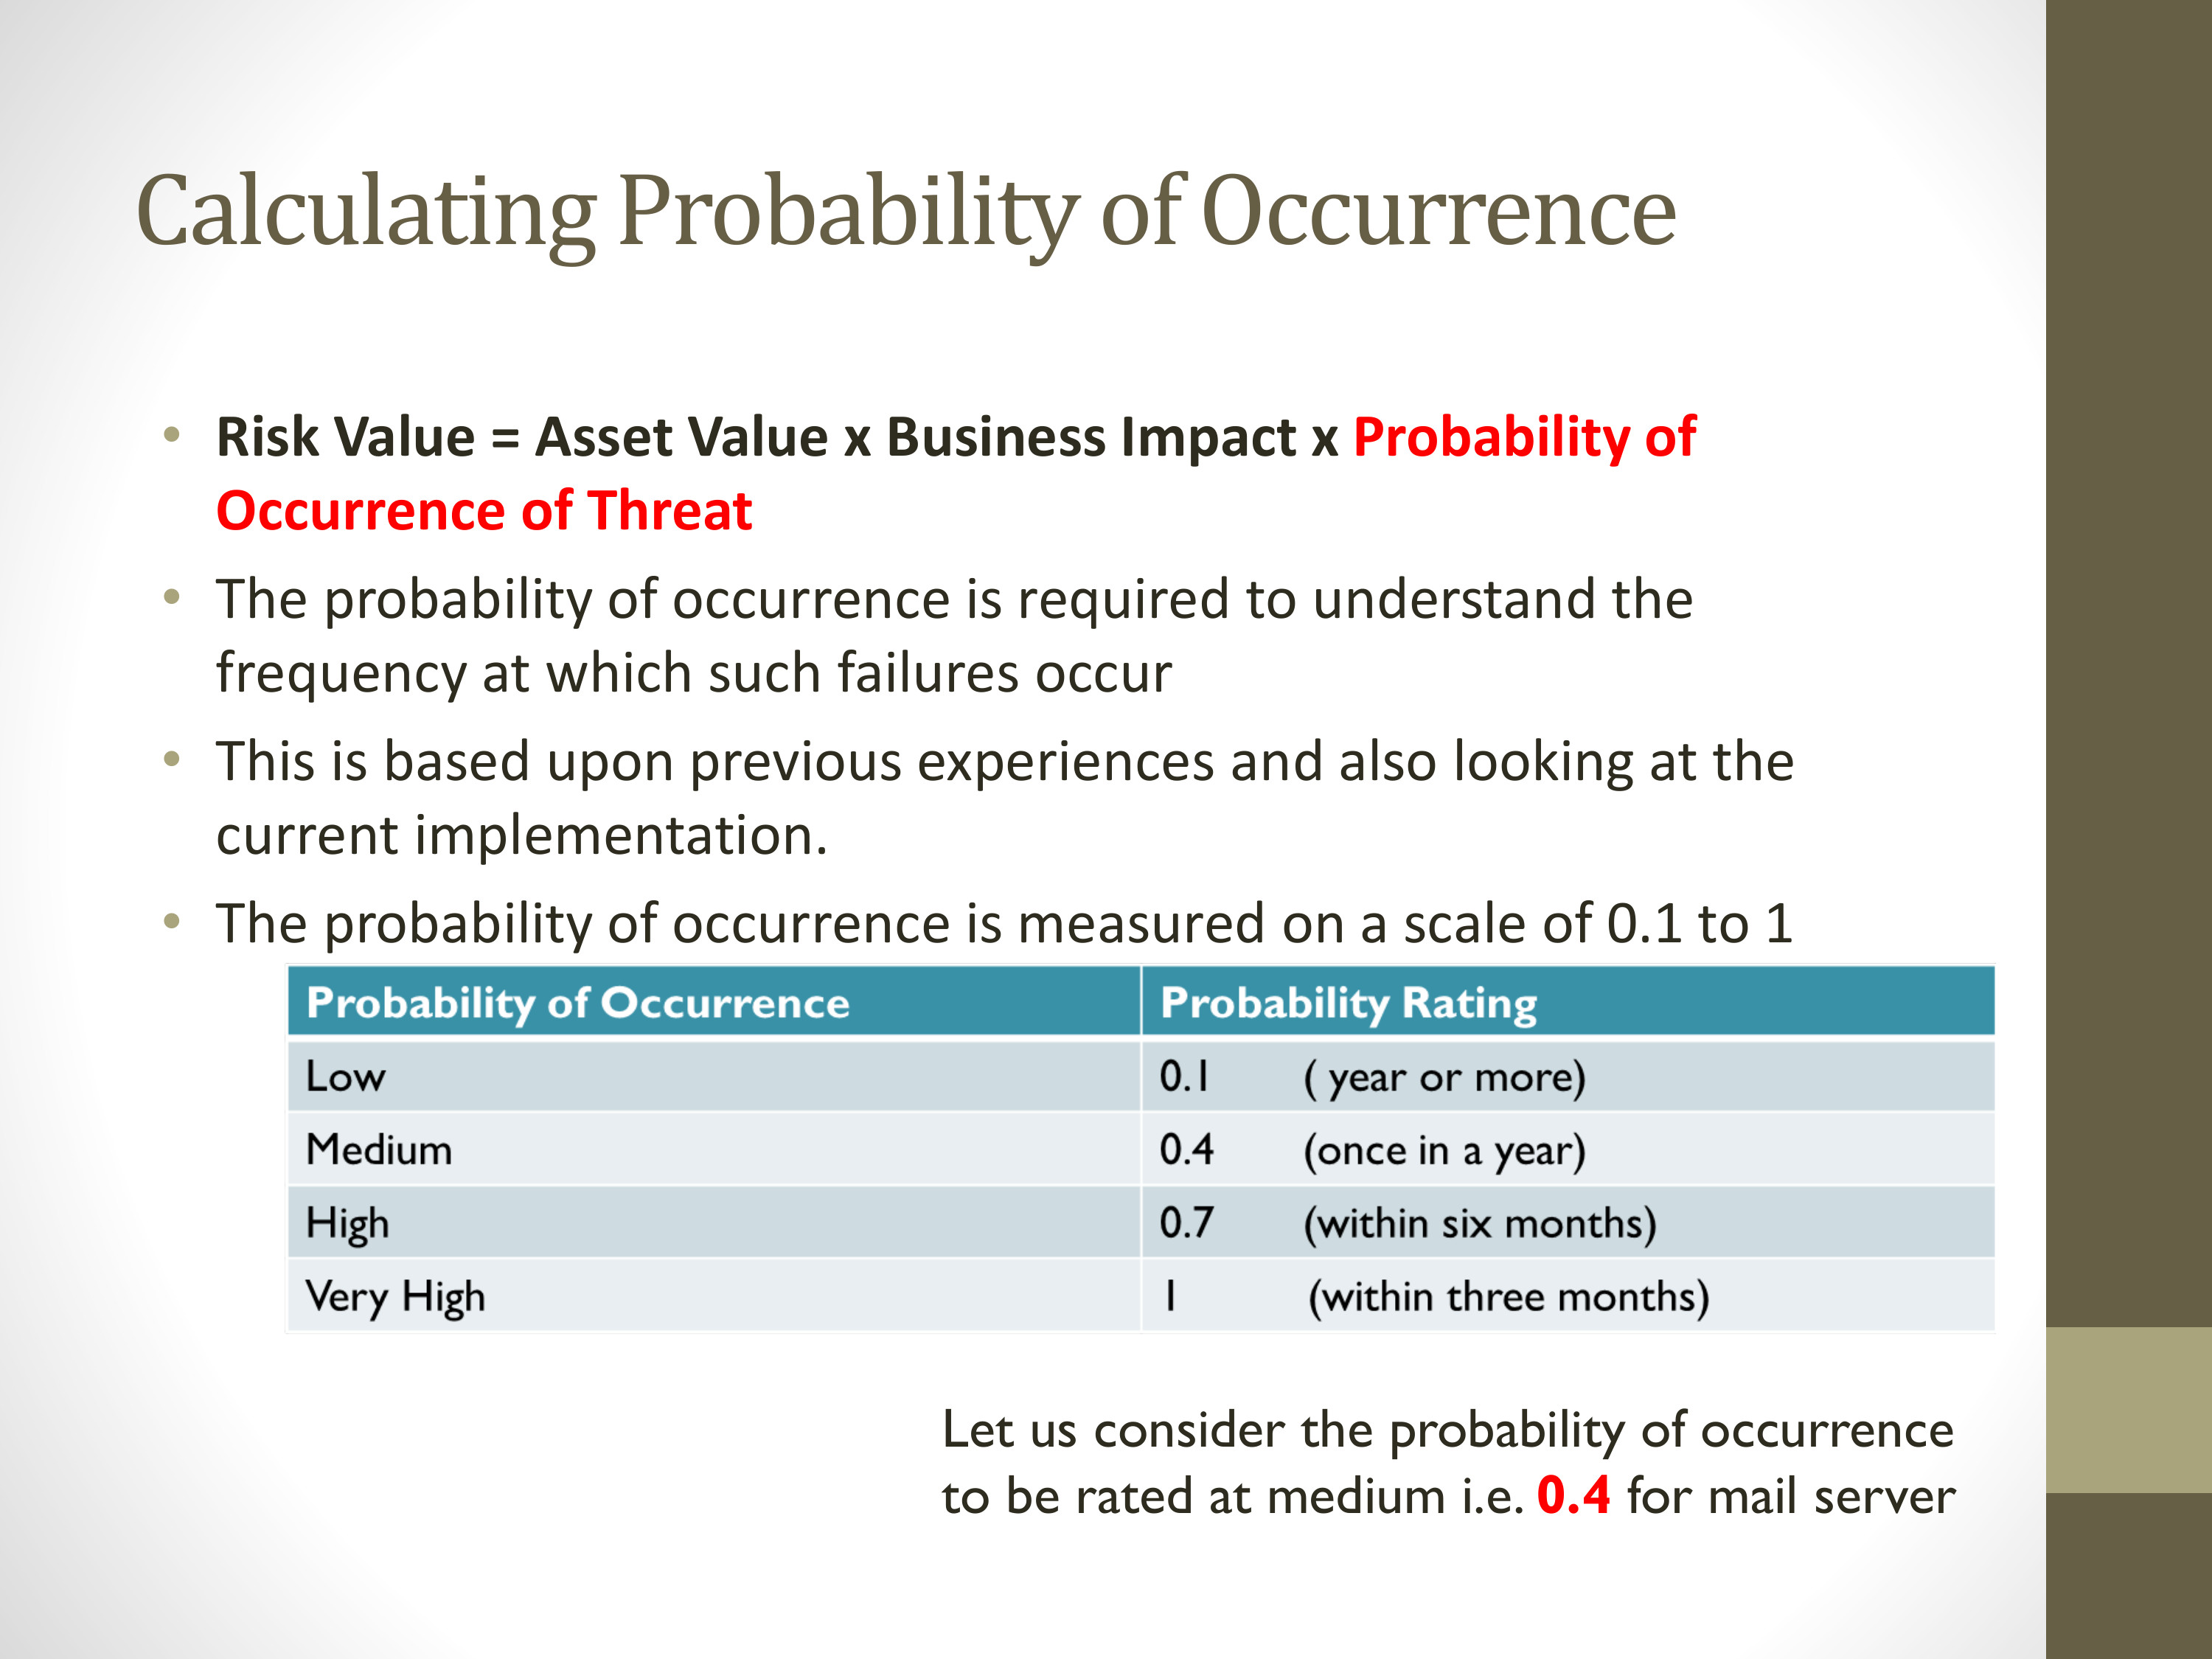 Calculating Probability of Occurrence
• Risk Value = Asset Value x Business Impact x Probability of
Occurrence of Threat
• The probability of occurrence is required to understand the
frequency at which such failures occur
• This is based upon previous experiences and also looking at the
current implementation.
• The probability of occurrence is measured on a scale of 0.1 to 1
Probability of Occurrence Probability Rating
Low 0.1 ( year or more)
Medium 0.4 (once in a year)
High 0.7 (within six months)
Very High 1 (within three months)
Let us consider the probability of occurrence
to be rated at medium i.e. 0.4 for mail server